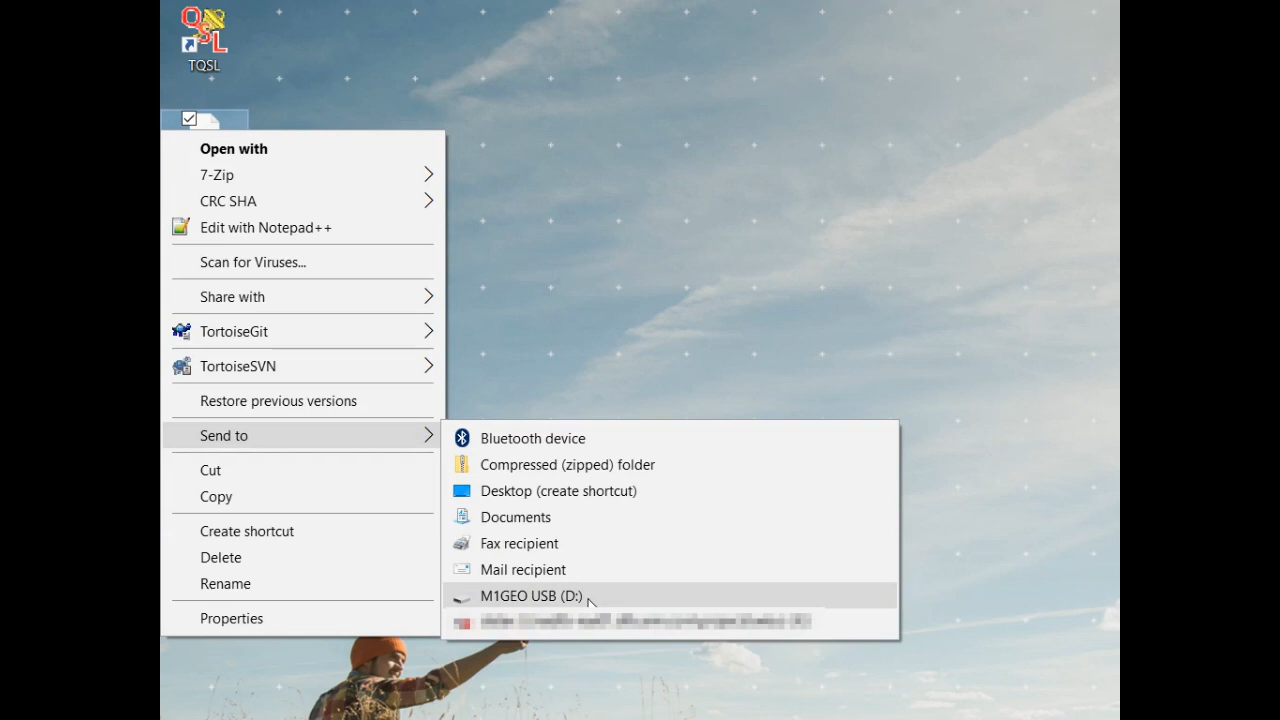 QSL
TQSL
Open with
7-Zip
CRC SHA
Edit with Notepad++
Scan for Viruses...
Share with
TortoiseGit
TortoiseSVN
Restore previous versions
Send to
Cut
Copy
Create shortcut
Delete
Rename
Properties
Bluetooth device
Compressed (zipped) folder
Desktop (create shortcut)
Documents
Fax recipient
Mail recipient
M1GEO USB (D:)